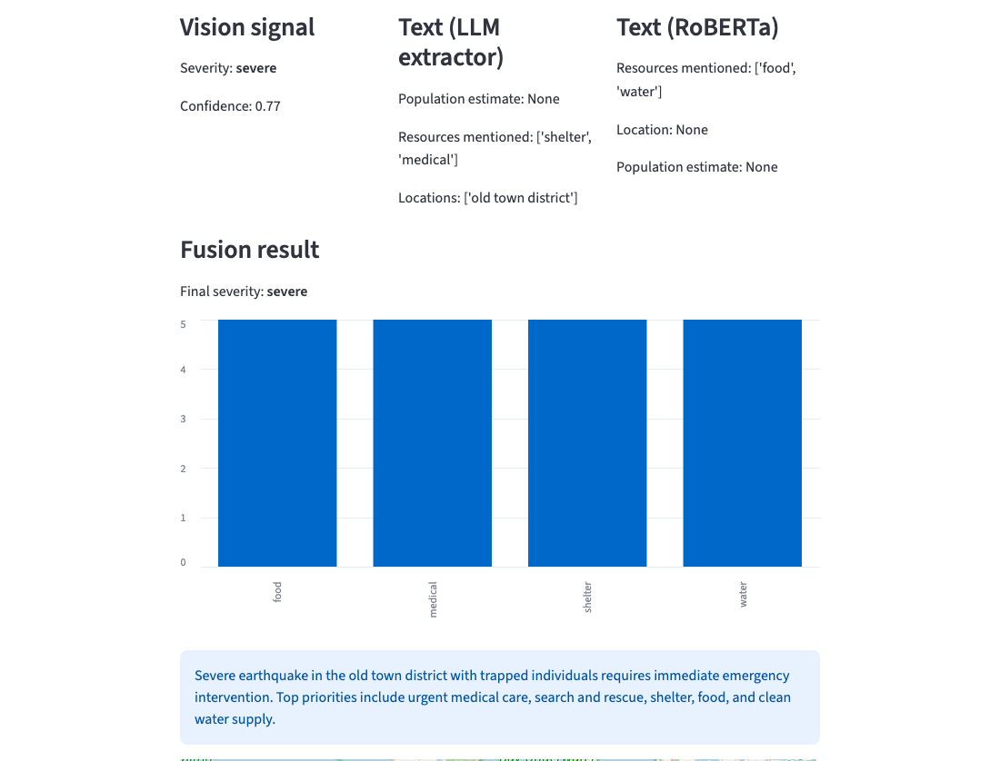 Vision signal
Severity: severe
Confidence: 0.77
Text (LLM
extractor)
Population estimate: None
Resources mentioned: ['shelter',
'medical']
Locations: ['old town district']
Text (RoBERTa)
Resources mentioned: ['food',
'water']
Location: None
Population estimate: None
Fusion result
Final severity: severe
5
4
3
2
1
0
food
medical
shelter
water
Severe earthquake in the old town district with trapped individuals requires immediate emergency
intervention. Top priorities include urgent medical care, search and rescue, shelter, food, and clean
water supply.